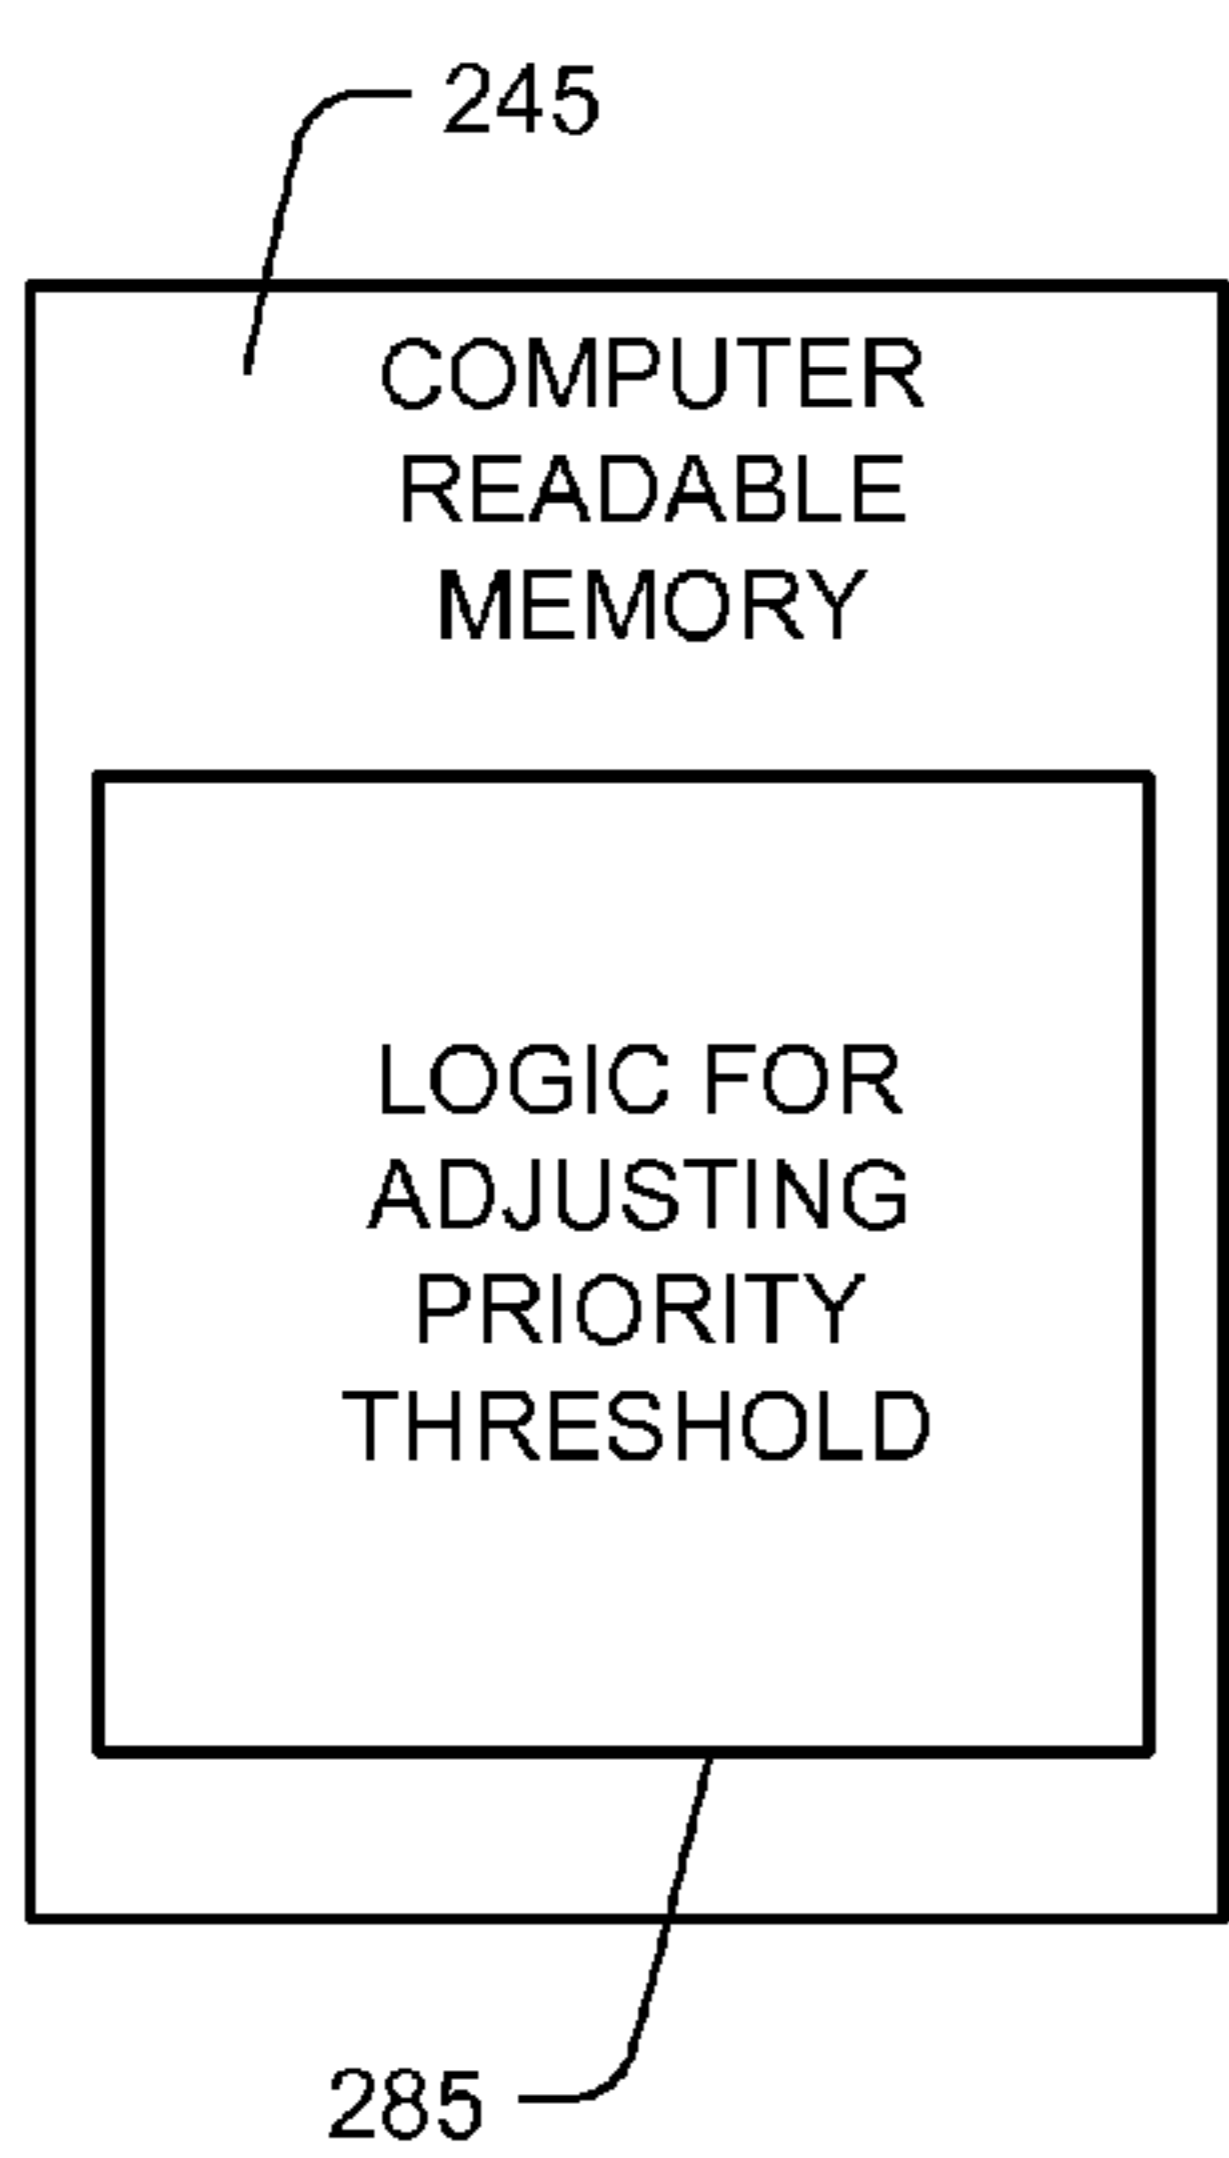 245
COMPUTER
READABLE
MEMORY
LOGIC FOR
ADJUSTING
PRIORITY
THRESHOLD
285